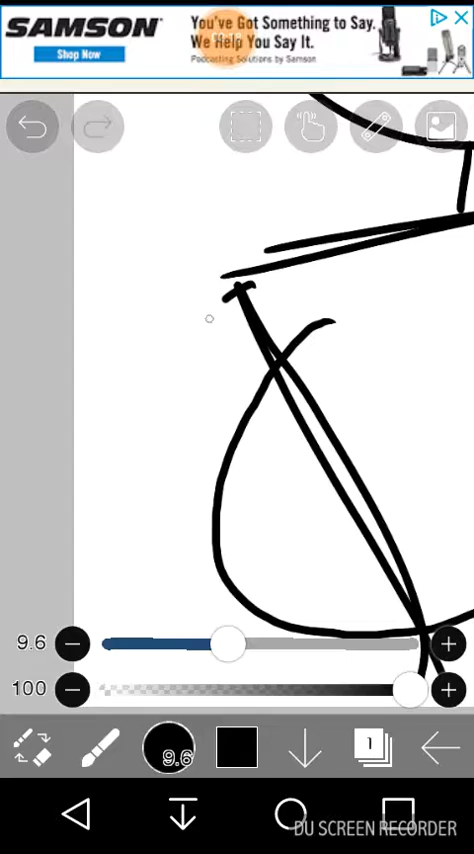 SAMSON
Shop Now
You've Got Something to Say.
We Help You Say It.
Podcasting Solutions by Samson
9.6
100
9.6
1
DU SCREEN RECORDER